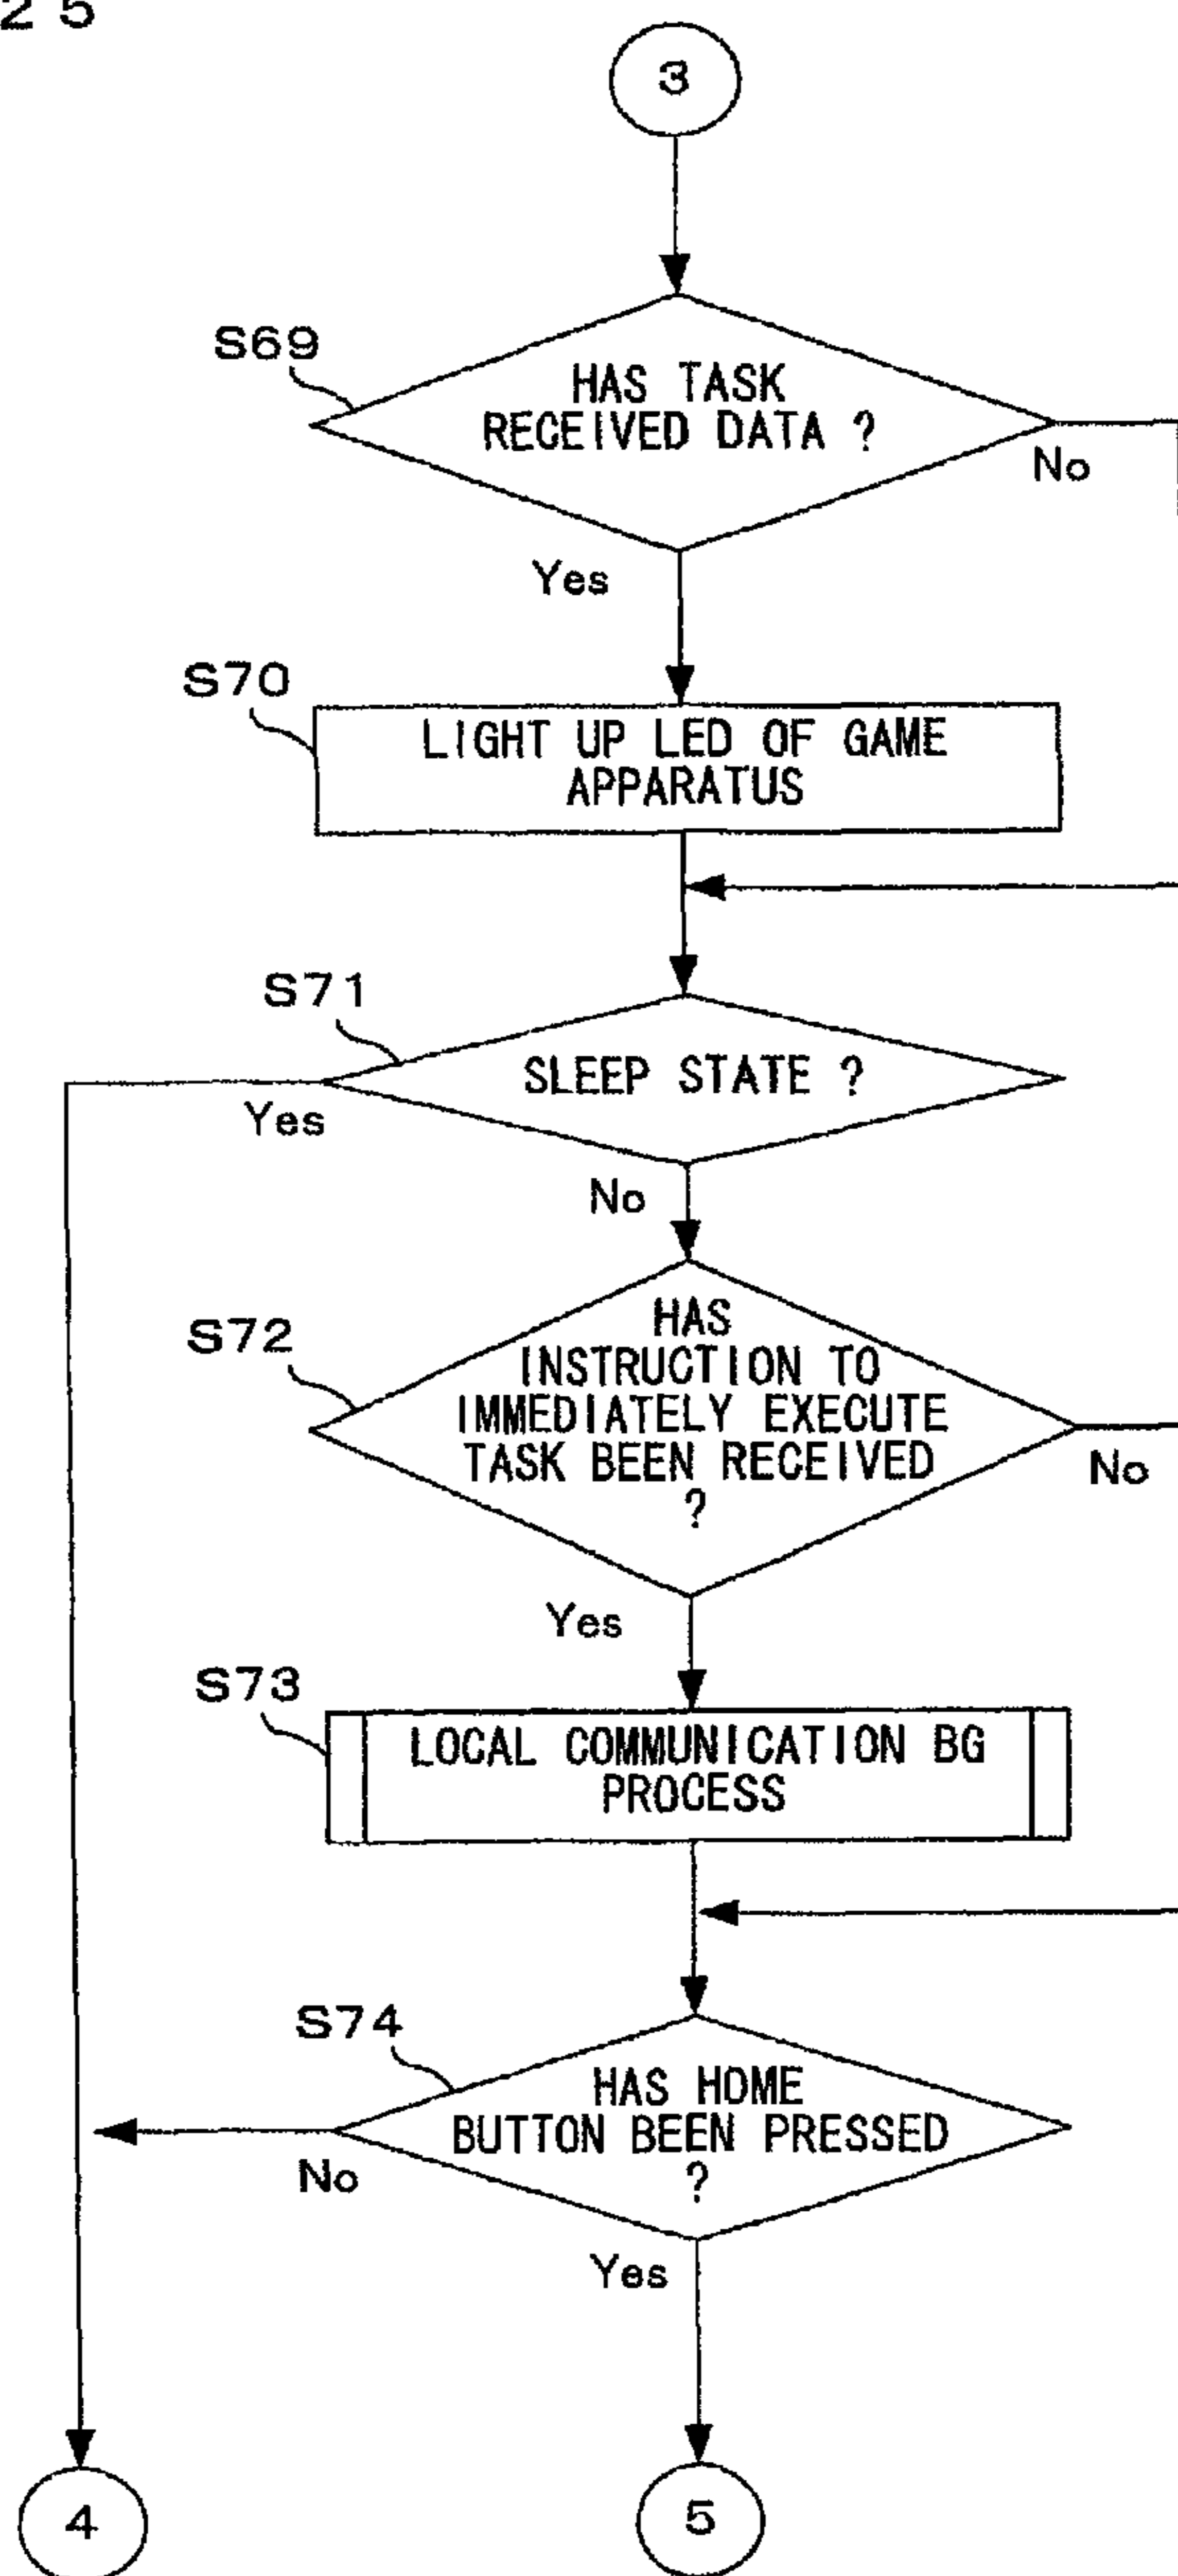 25
3
S69
HAS TASK
RECEIVED DATA ?
No
Yes
S70
LIGHT UP LED OF GAME
APPARATUS
S71
SLEEP STATE ?
Yes
No
S72
HAS
INSTRUCTION TO
IMMEDIATELY EXECUTE
TASK BEEN RECEIVED
?
No
Yes
S73
LOCAL COMMUNICATION BG
PROCESS
S74
HAS HOME
BUTTON BEEN PRESSED
?
No
Yes
4
5